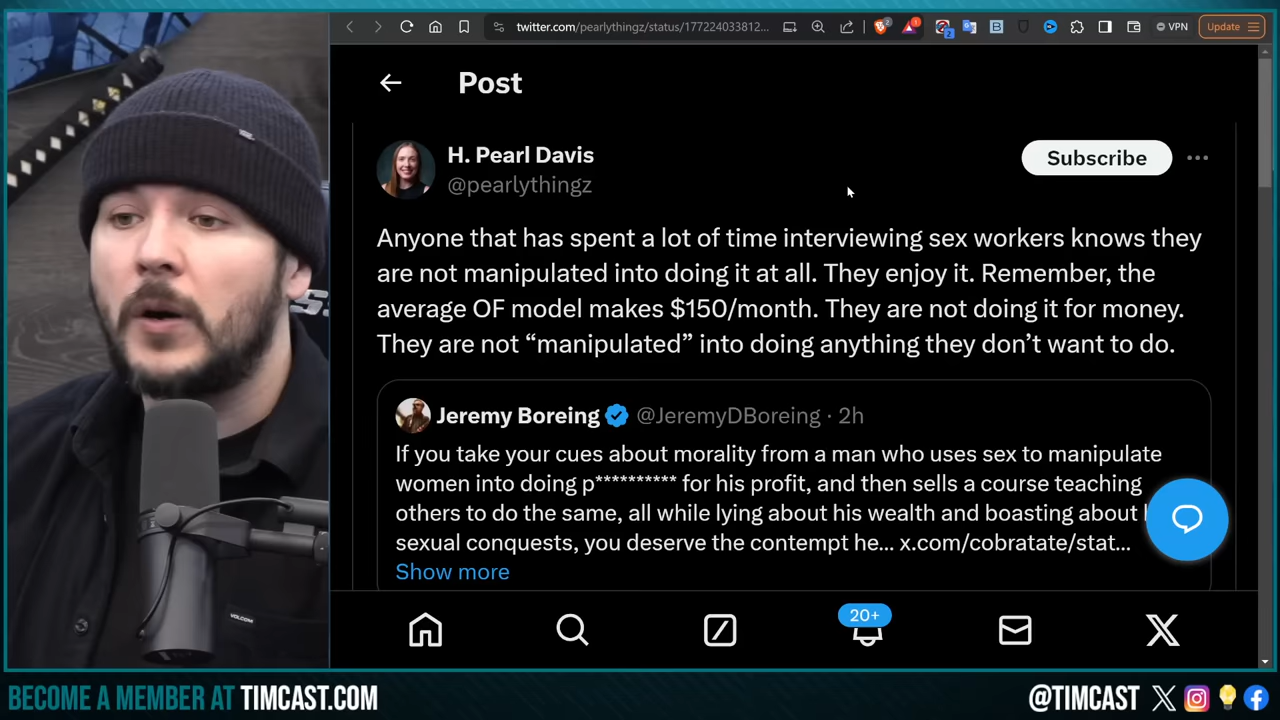 twitter.com/pearlythingz/status/177224033812...
2
1
2
B
VPN
Update
Post
H. Pearl Davis
@pearlythingz
Subscribe
Anyone that has spent a lot of time interviewing sex workers knows they
are not manipulated into doing it at all. They enjoy it. Remember, the
average OF model makes $150/month. They are not doing it for money.
They are not “manipulated” into doing anything they don’t want to do.
Jeremy Boreing @JeremyDBoreing · 2h
If you take your cues about morality from a man who uses sex to manipulate
women into doing p********** for his profit, and then sells a course teaching
others to do the same, all while lying about his wealth and boasting about
sexual conquests, you deserve the contempt he... x.com/cobratate/stat...
Show more
20+
VOLCOM
BECOME A MEMBER AT TIMCAST.COM
@TIMCAST